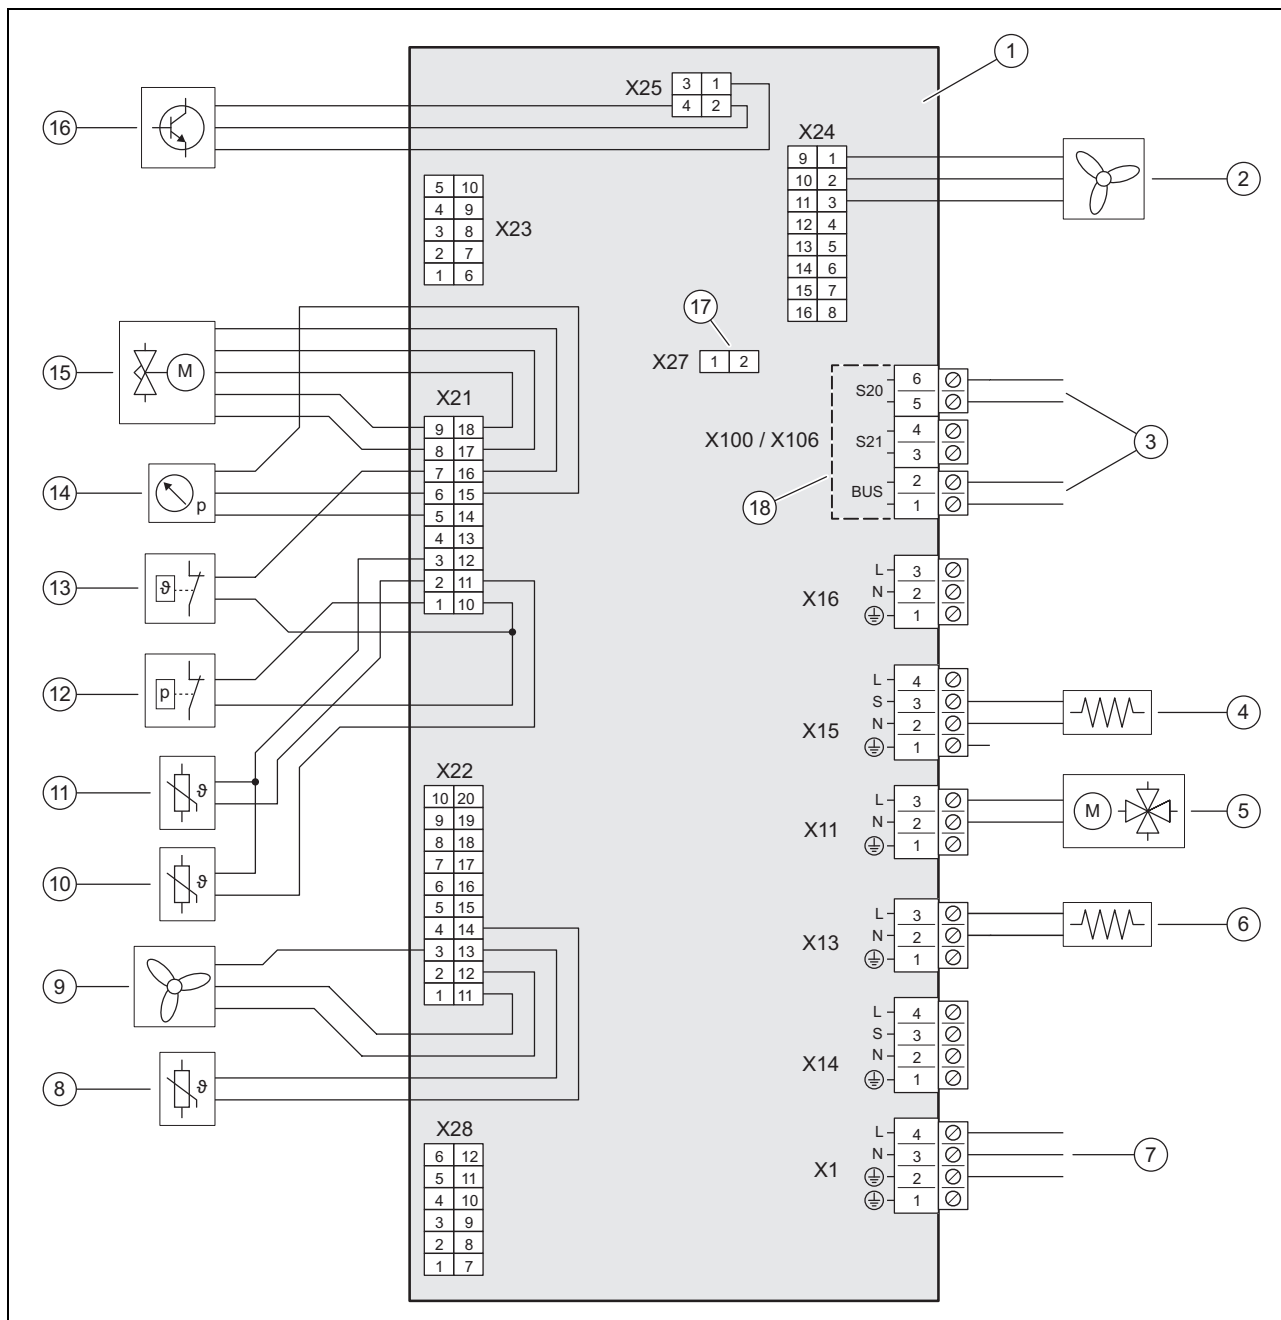 1
X25
3 1
4 2
16
X24
9 1
10 2
11 3
12 4
13 5
14 6
15 7
16 8
2
5 10
4 9
3 8
2 7
1 6
X23
17
X27
1 2
15
M
X21
9 18
8 17
7 16
6 15
5 14
4 13
3 12
2 11
1 10
X100 / X106
S20
6
5
S21
4
3
BUS
2
1
3
18
14
p
13
ϑ
X16
L 3
N 2
1
12
p
X15
L 4
S 3
N 2
1
4
11
ϑ
X22
10 20
9 19
8 18
7 17
6 16
5 15
4 14
3 13
2 12
1 11
X11
L 3
N 2
1
M
5
10
ϑ
X13
L 3
N 2
1
6
9
X14
L 4
S 3
N 2
1
8
ϑ
X28
6 12
5 11
4 10
3 9
2 8
1 7
X1
L 4
N 3
2
1
7